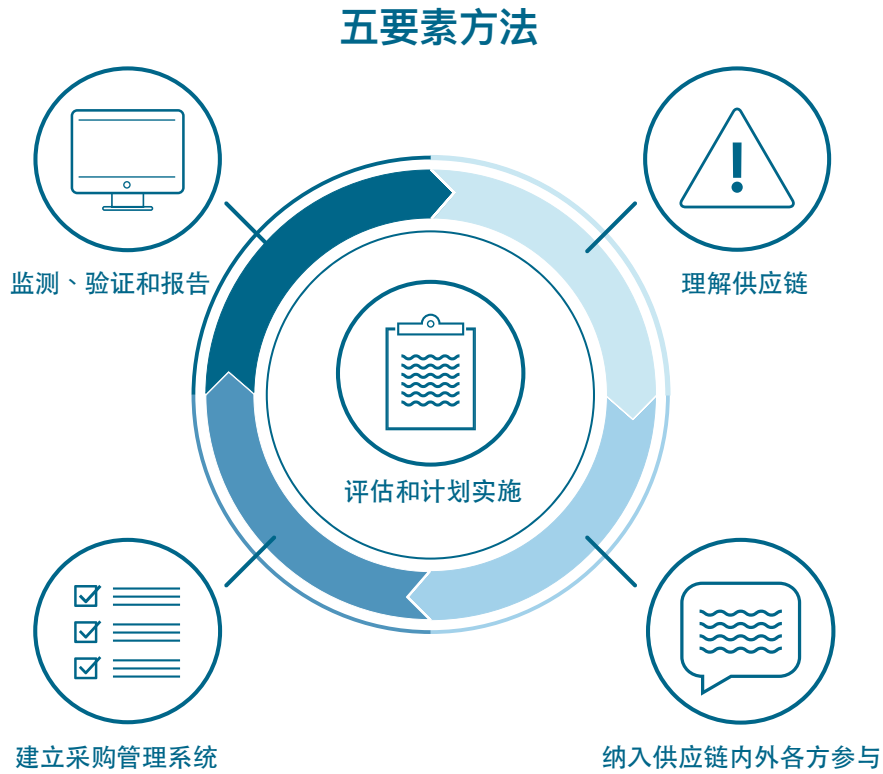 五要素方法
监测、验证和报告
理解供应链
评估和计划实施
建立采购管理系统
纳入供应链内外各方参与